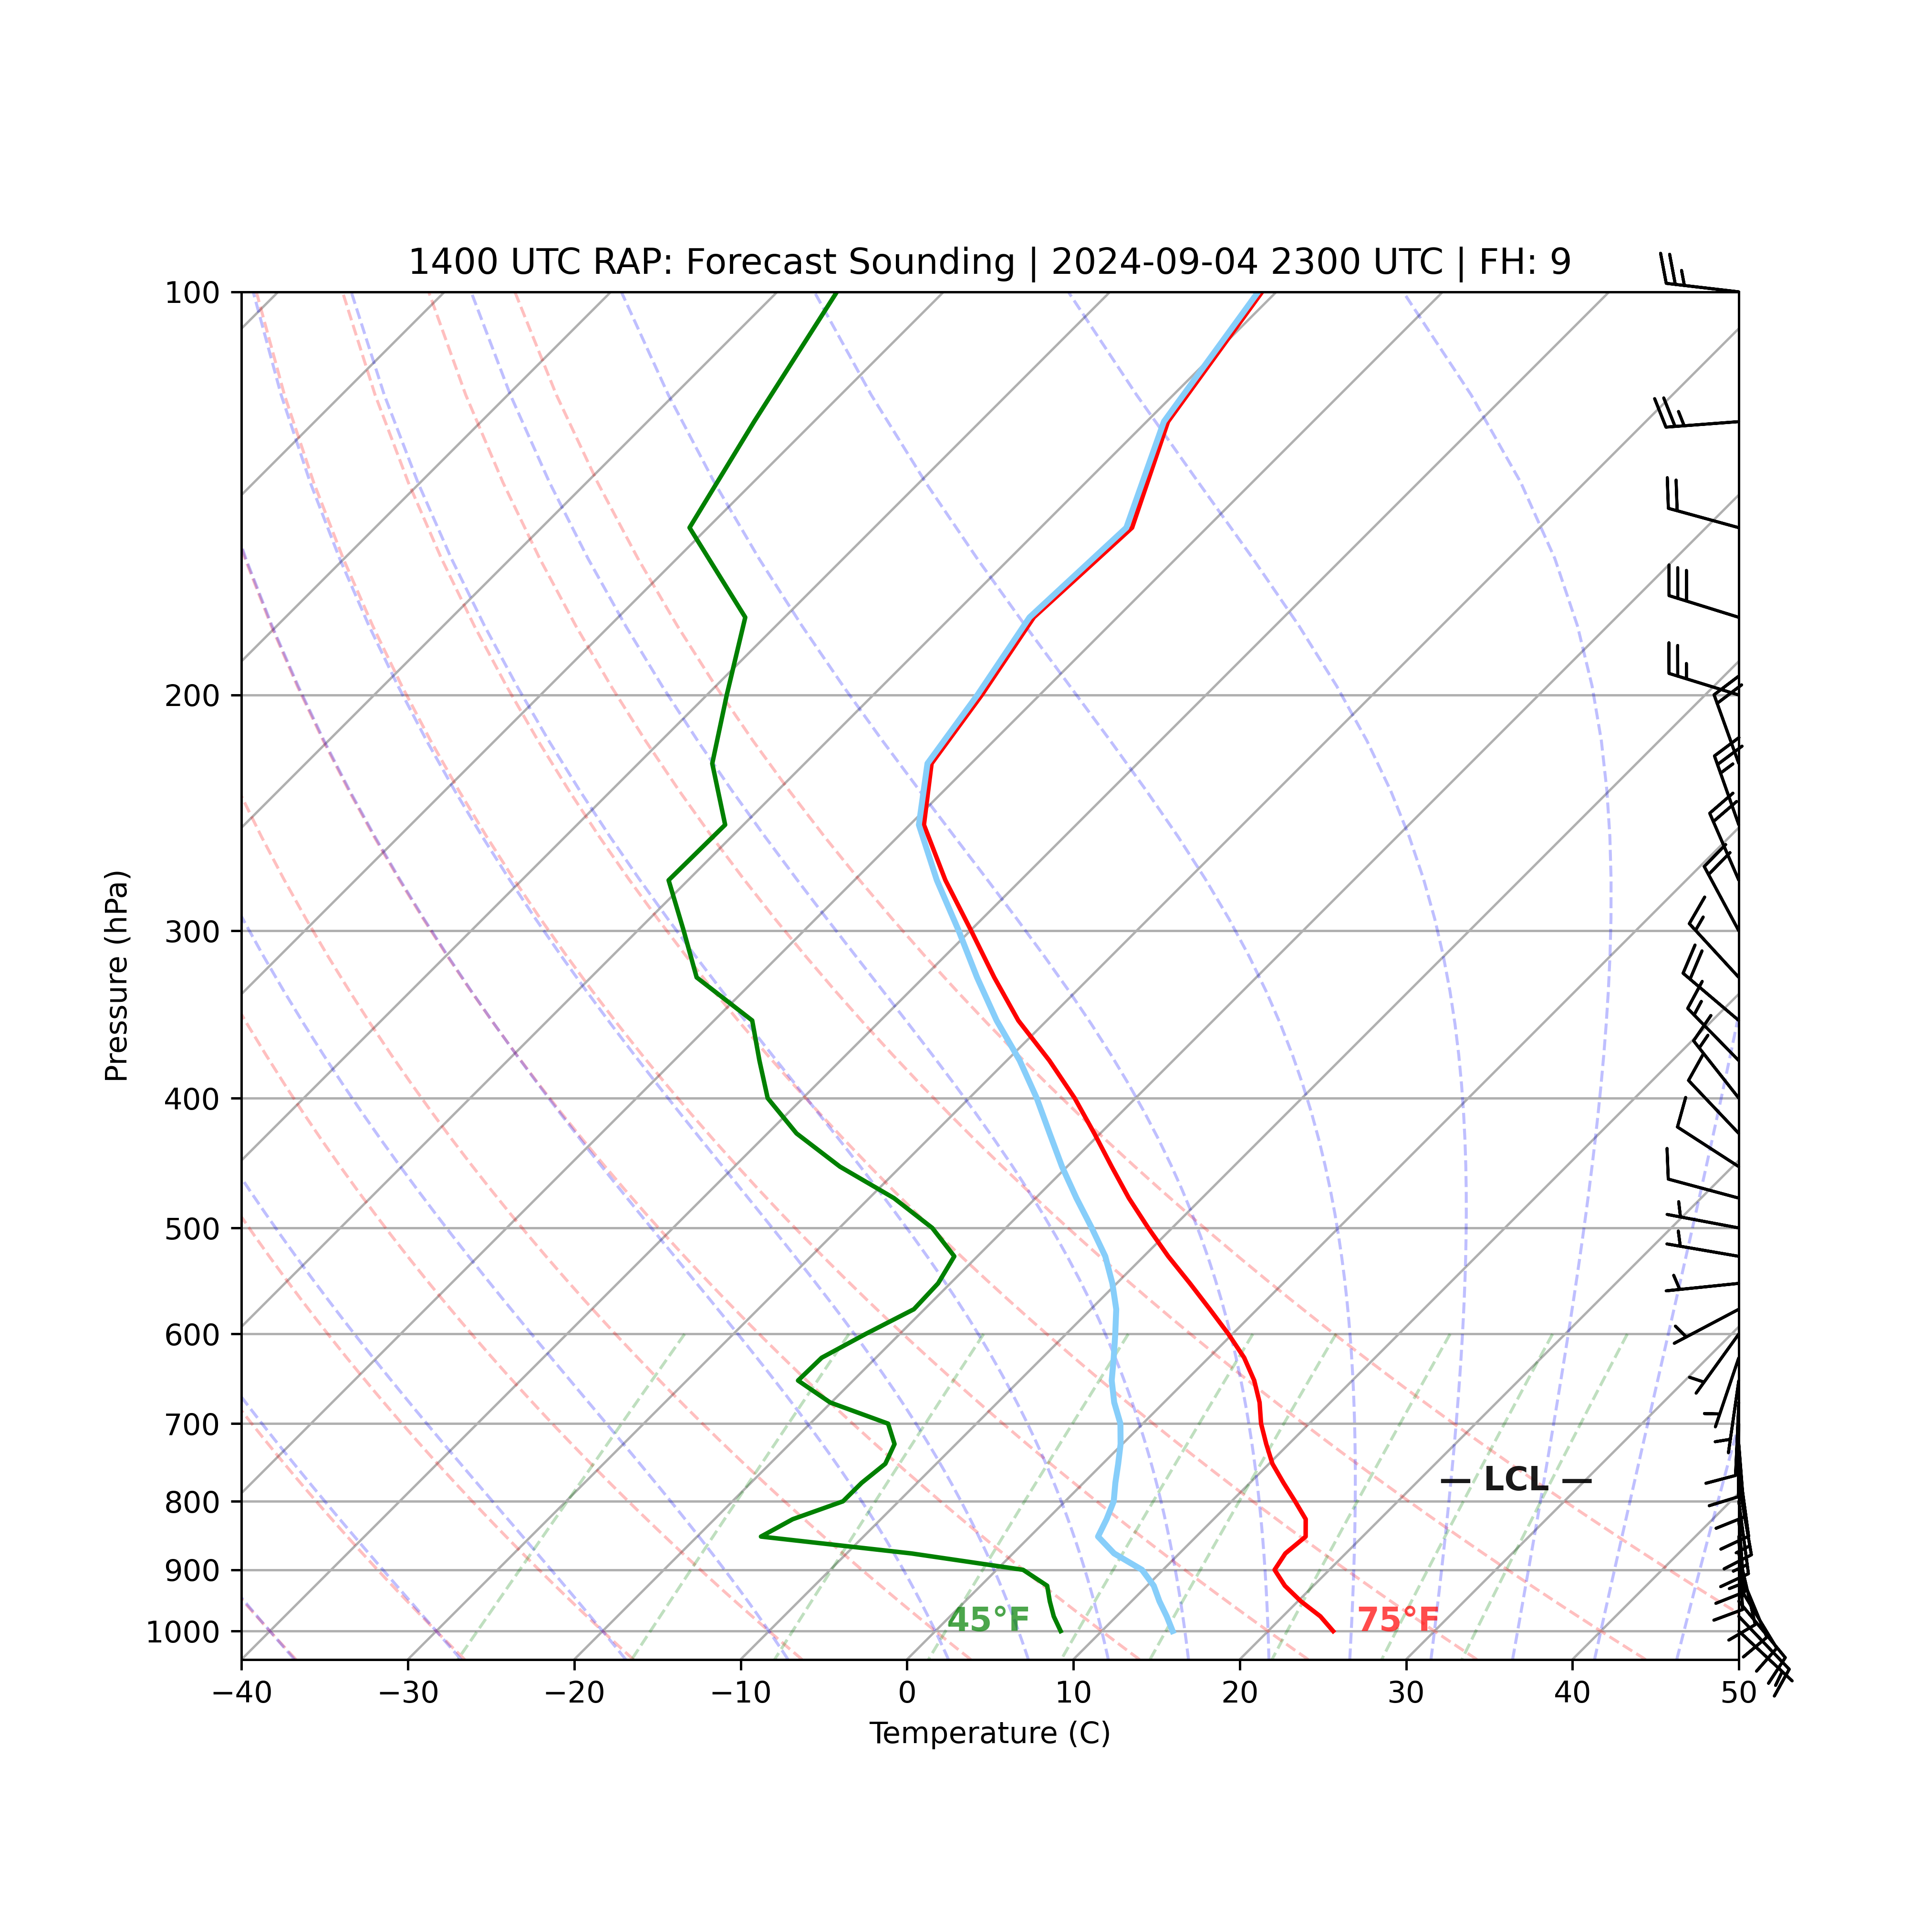 1400 UTC RAP: Forecast Sounding | 2024-09-04 2300 UTC | FH: 9
100
200
300
400
500
600
700
800
900
1000
Pressure (hPa)
— LCL —
45°F
75°F
−40 −30 −20 −10 0 10 20 30 40 50
Temperature (C)